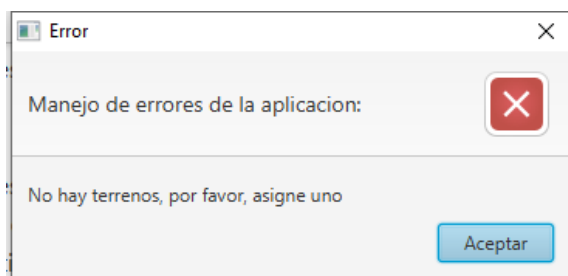 Error
Manejo de errores de la aplicacion:
No hay terrenos, por favor, asigne uno
Aceptar